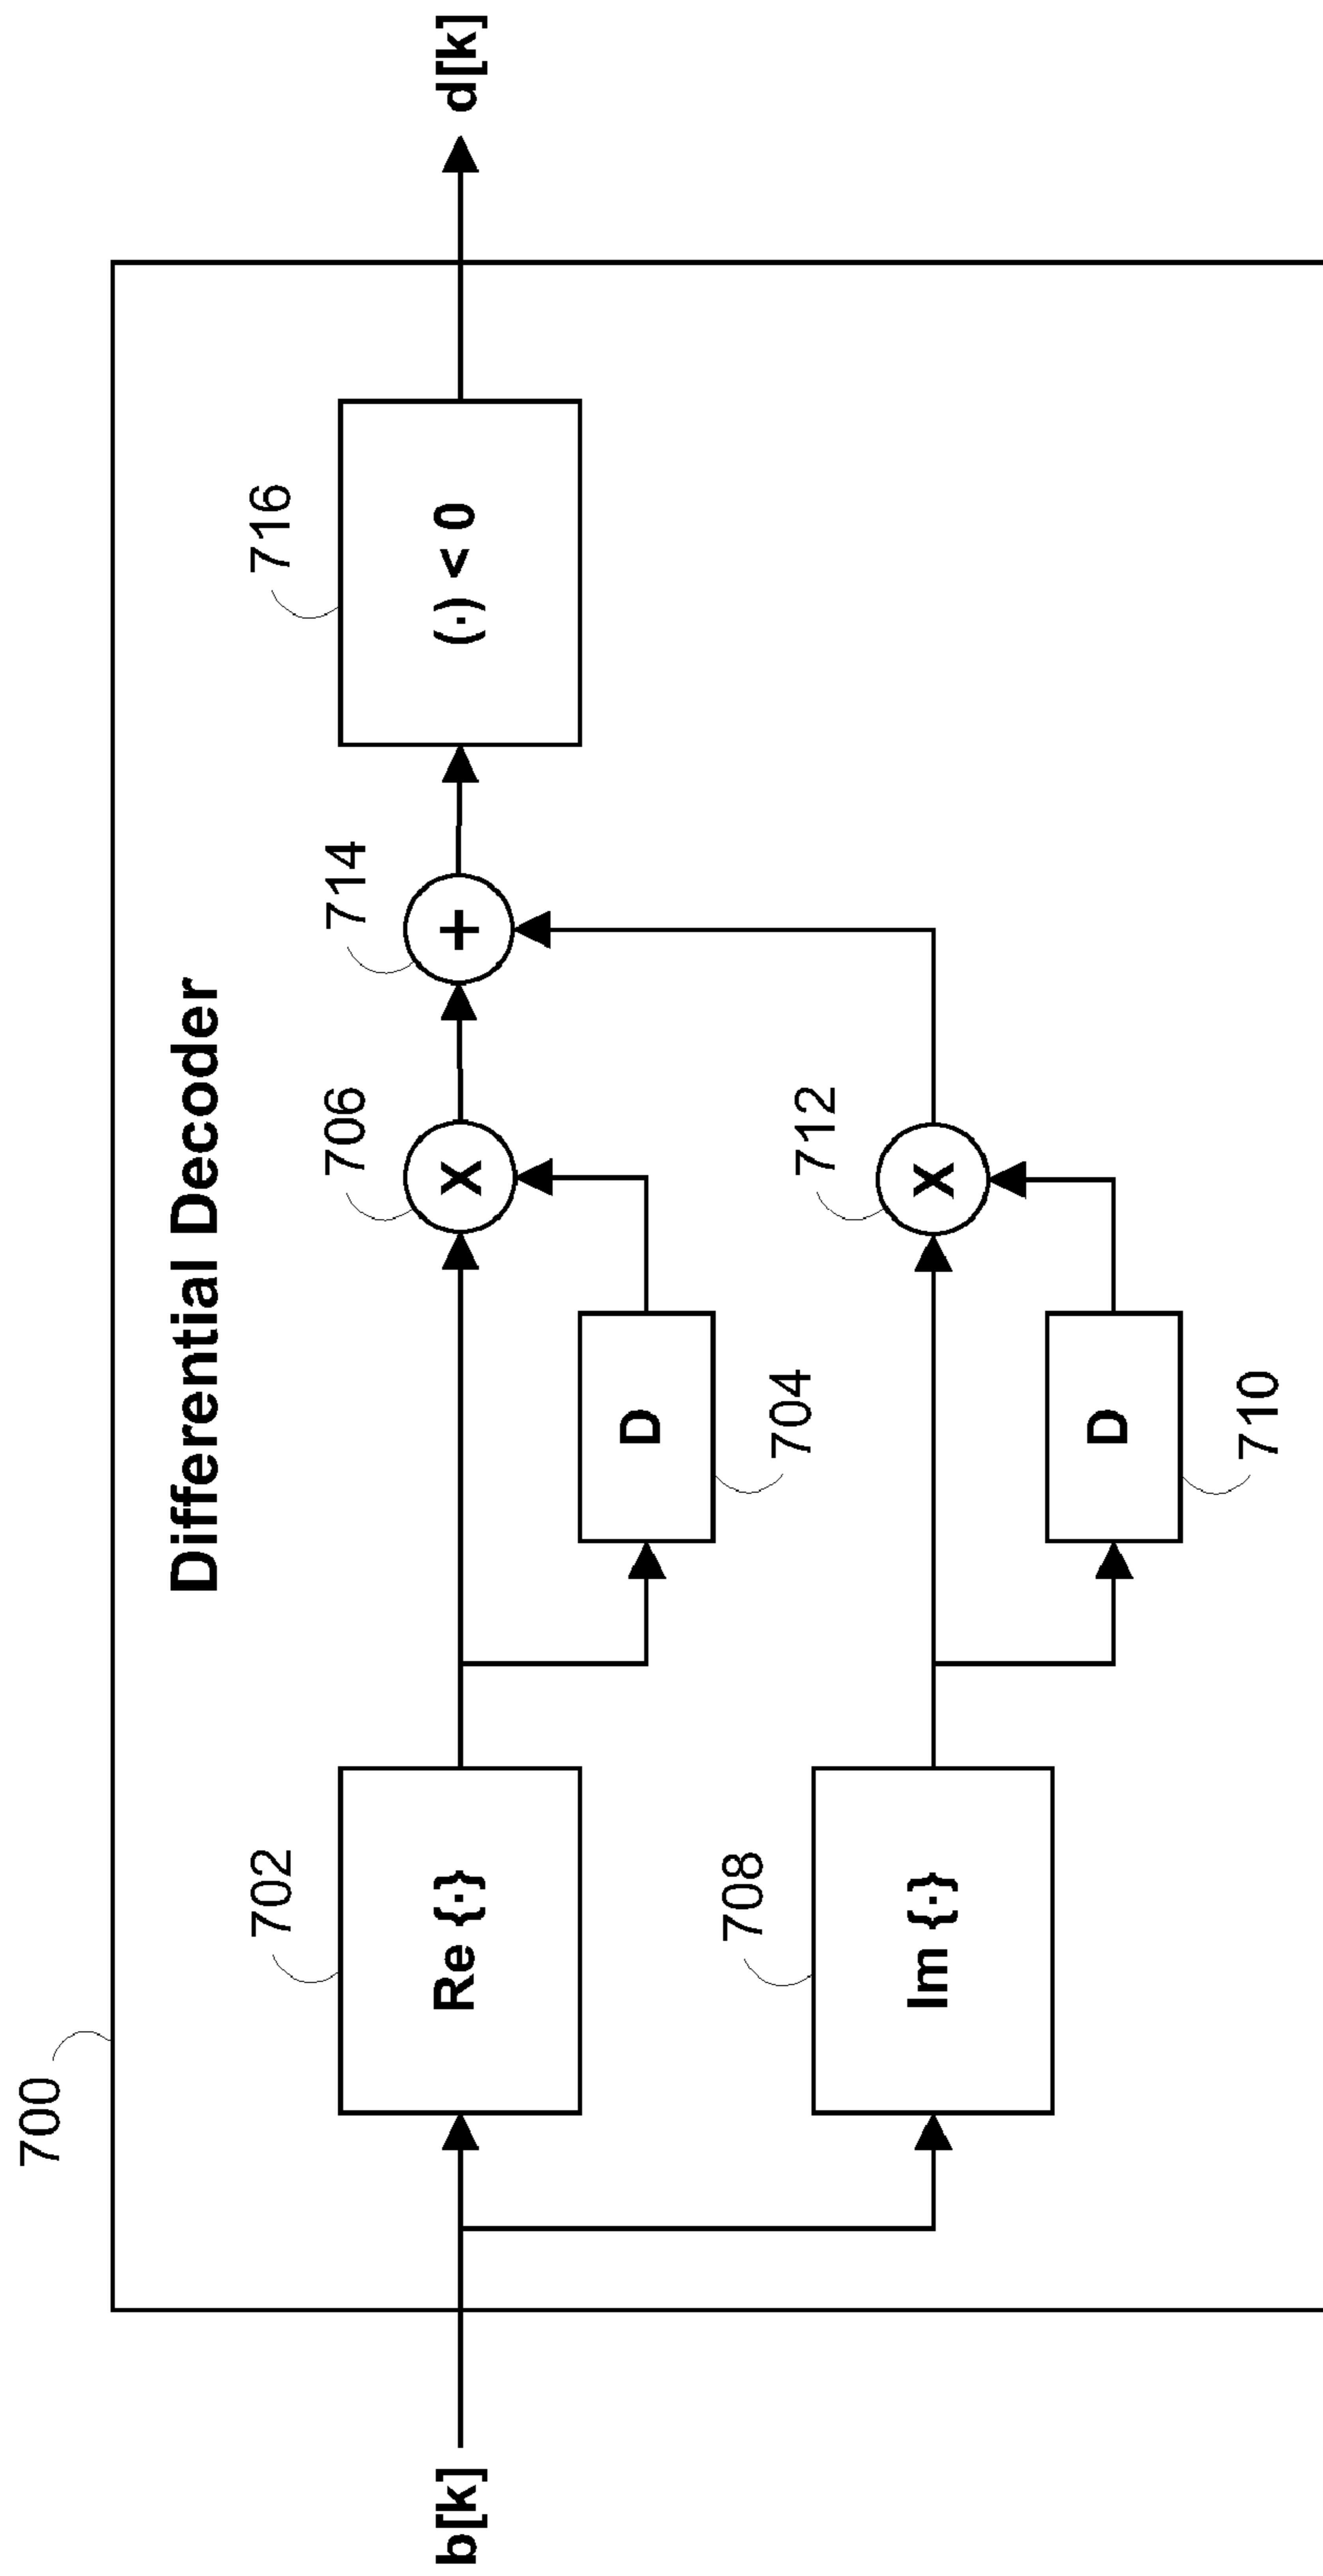 700
Differential Decoder
b[k]
702
Re {·}
704
D
706
X
714
+
716
(·) < 0
d[k]
708
Im {·}
710
D
712
X